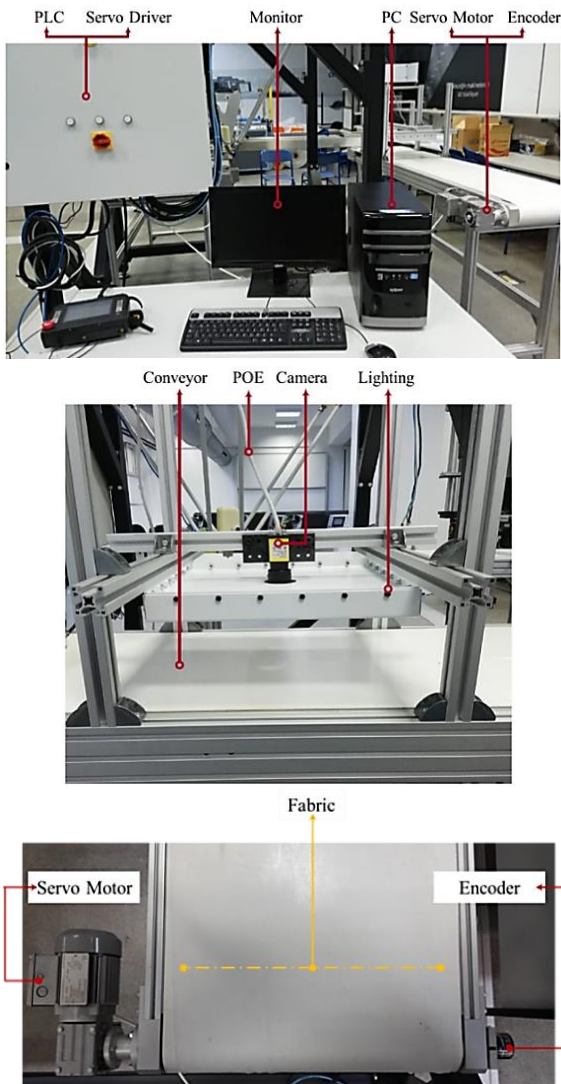 PLC Servo Driver Monitor PC Servo Motor Encoder
Conveyor POE Camera Lighting
Fabric
Servo Motor Encoder